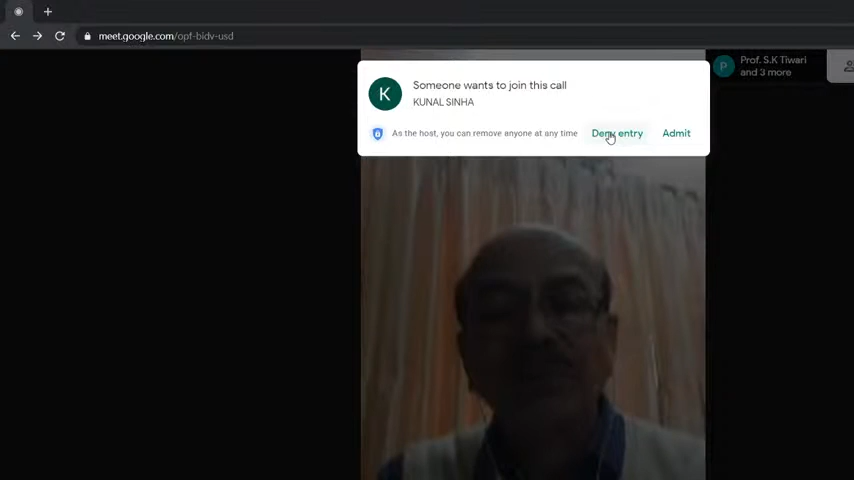 meet.google.com/opf-bidv-usd
Someone wants to join this call
K
KUNAL SINHA
As the host, you can remove anyone at any time
Deny entry
Admit
P
Prof. S.K Tiwari
and 3 more